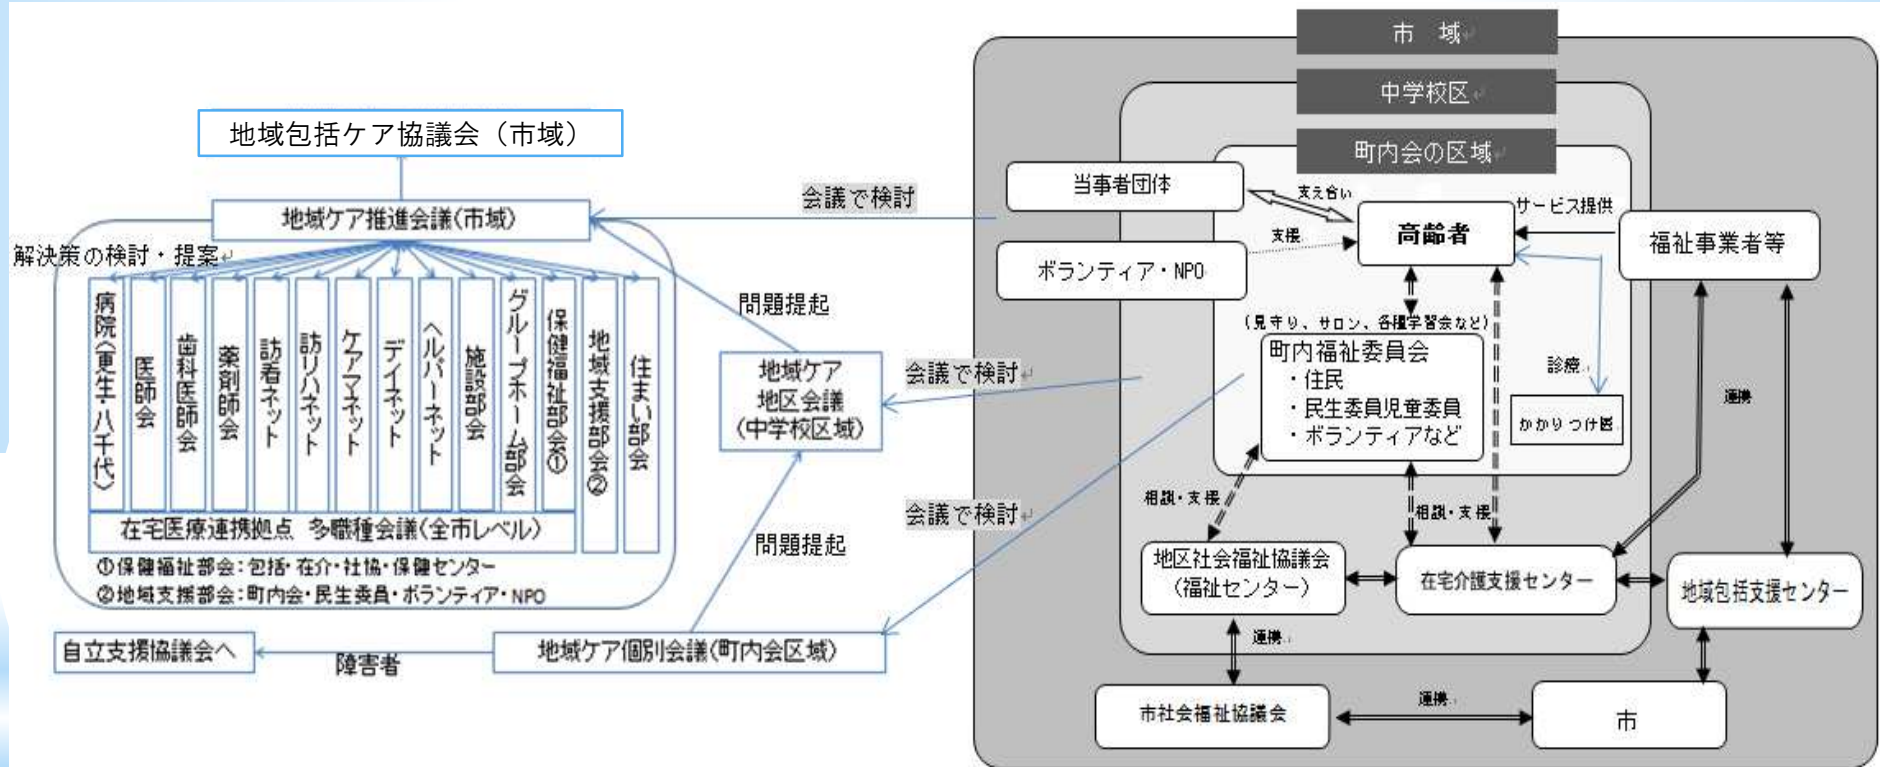 地域包括ケア協議会（市域）
地域ケア推進会議(市域)
解決策の検討・提案
病院(更生・八千代)
医師会
歯科医師会
薬剤師会
訪看ネット
訪リハネット
ケアマネット
デイネット
ヘルパーネット
施設部会
グループホーム部会
保健福祉部会①
地域支援部会②
住まい部会
在宅医療連携拠点 多職種会議(全市レベル)
①保健福祉部会:包括・在介・社協・保健センター
②地域支援部会:町内会・民生委員・ボランティア・NPO
自立支援協議会へ
障害者
地域ケア個別会議(町内会区域)
問題提起
地域ケア
地区会議
(中学校区域)
問題提起
会議で検討
会議で検討
会議で検討
市　域
中学校区
町内会の区域
当事者団体
支え合い
ボランティア・NPO
支援
高齢者
サービス提供
福祉事業者等
(見守り、サロン、各種学習会など)
町内福祉委員会
・住民
・民生委員児童委員
・ボランティアなど
診療
かかりつけ医
連携
相談・支援
相談・支援
地区社会福祉協議会
（福祉センター）
在宅介護支援センター
地域包括支援センター
連携
市社会福祉協議会
連携
市